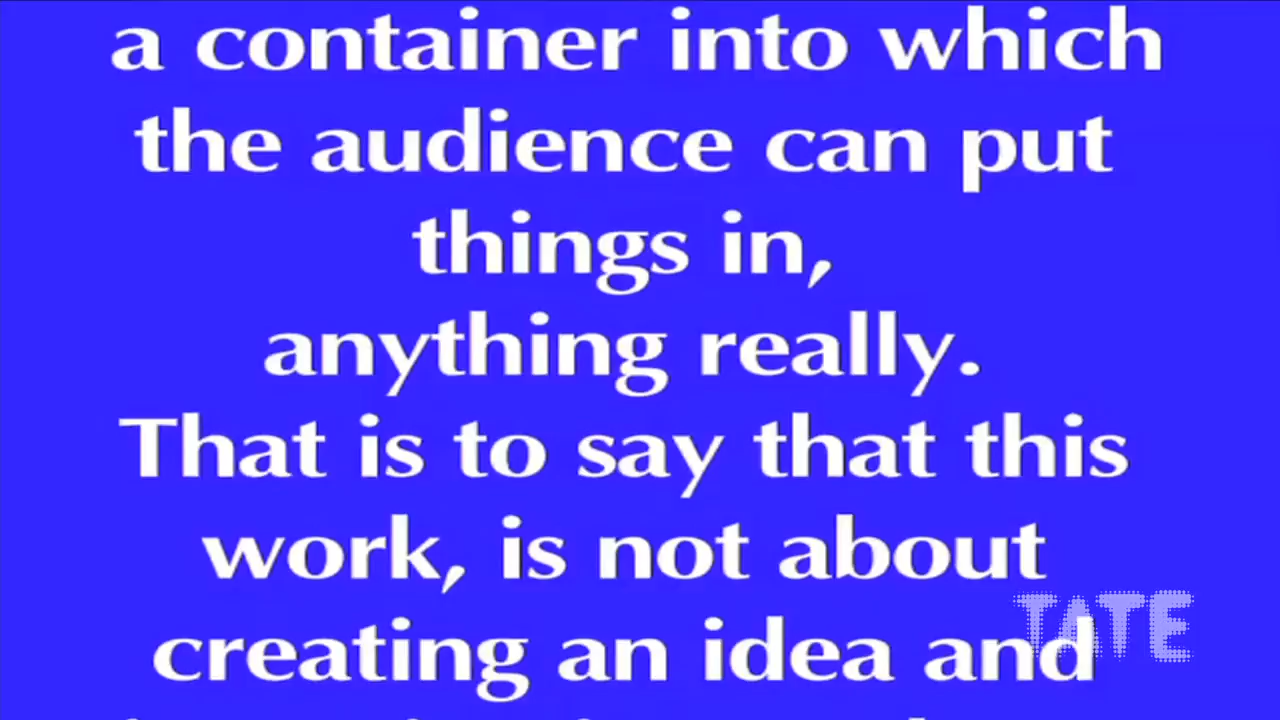 a container into which
the audience can put
things in,
anything really.
That is to say that this
work, is not about
creating an idea and
TATE